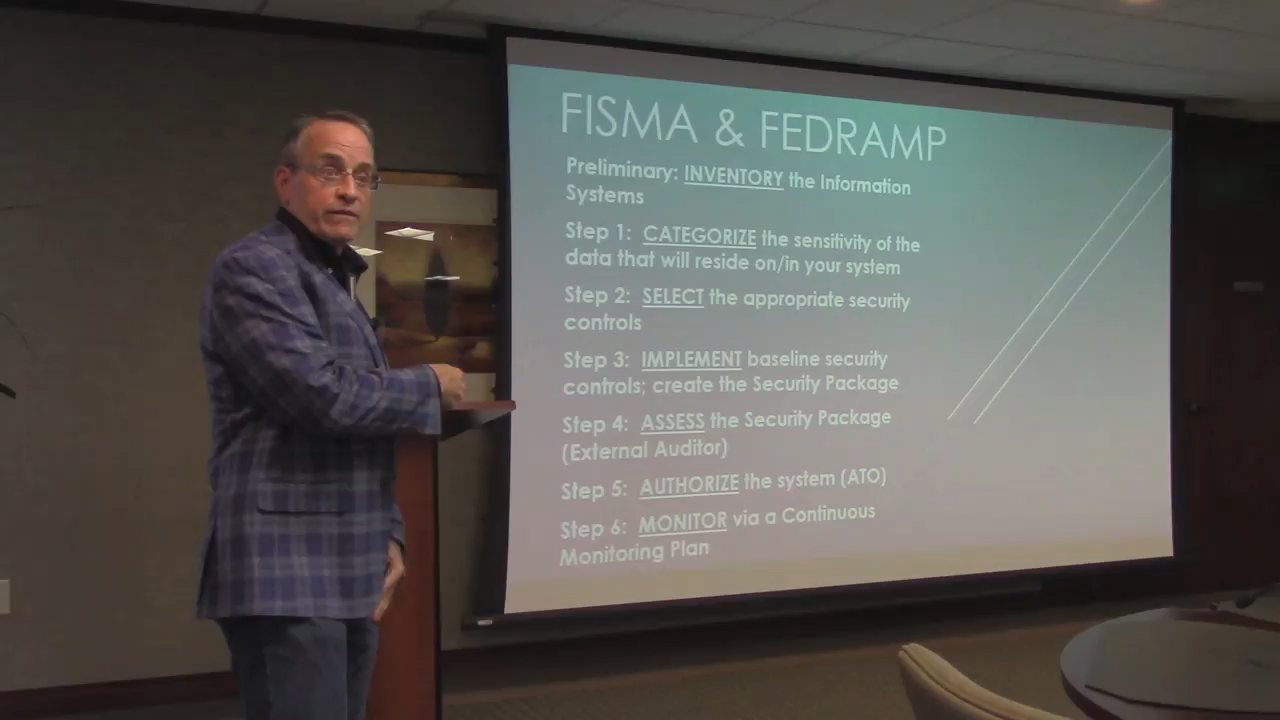 FISMA & FEDRAMP
Preliminary: INVENTORY the Information
Systems
Step 1: CATEGORIZE the sensitivity of the
data that will reside on/in your system
Step 2: SELECT the appropriate security
controls
Step 3: IMPLEMENT baseline security
controls; create the Security Package
Step 4: ASSESS the Security Package
(External Auditor)
Step 5: AUTHORIZE the system (ATO)
Step 6: MONITOR via a Continuous
Monitoring Plan